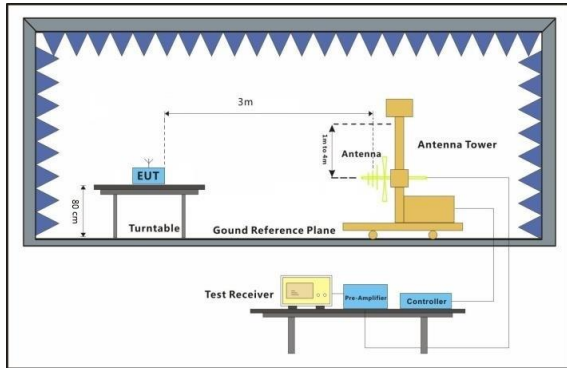 3m
1m to 4m
Antenna
Antenna Tower
EUT
80 cm
Turntable
Gound Reference Plane
Test Receiver
Pre-Amplifier
Controller